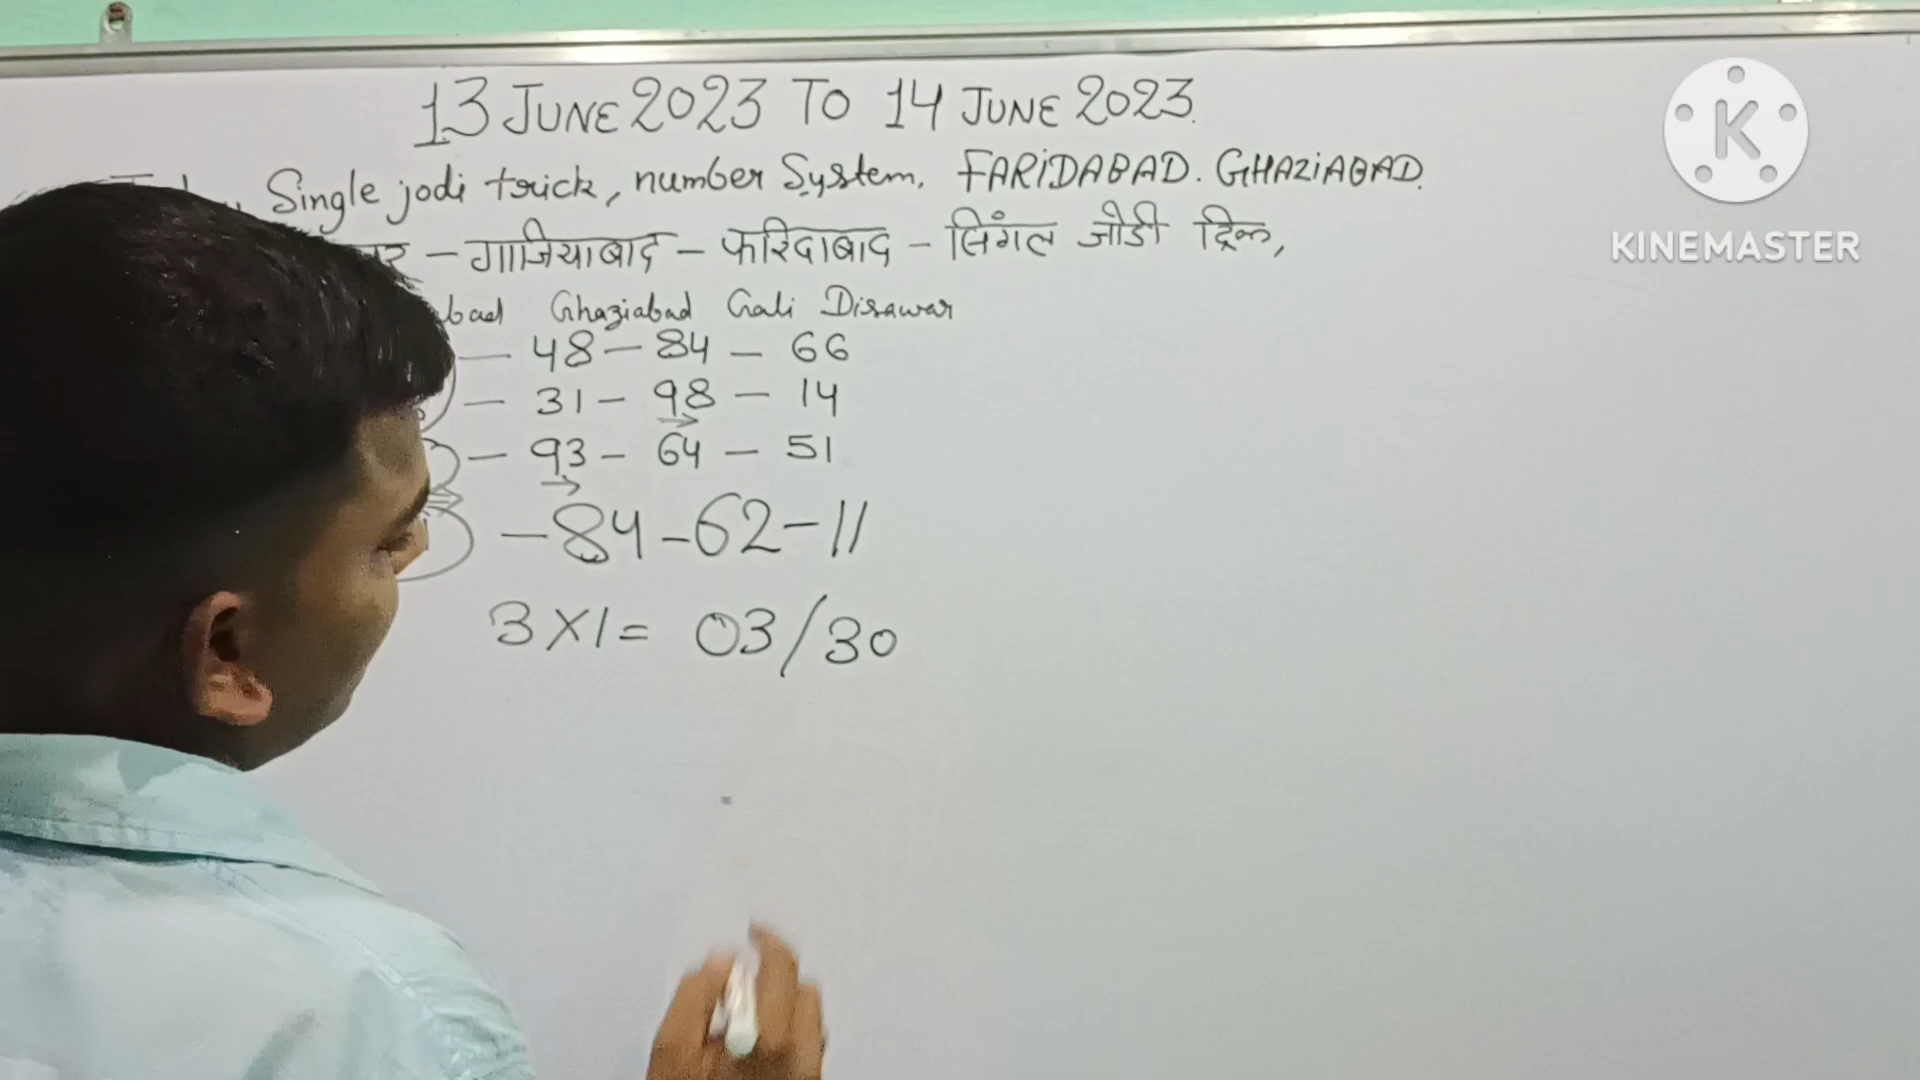 13 JUNE 2023 TO 14 JUNE 2023.
Single jodi trick, number System. FARIDABAD. GHAZIABAD.
– गाजियाबाद – फरिदाबाद – सिंगल जौडी ट्रिक,
bad Ghaziabad Gali Disawar
— 48 — 84 — 66
— 31 — 98 — 14
— 93 — 64 — 51
— 84 — 62 — 11
3 X 1 = 03/30
KINEMASTER